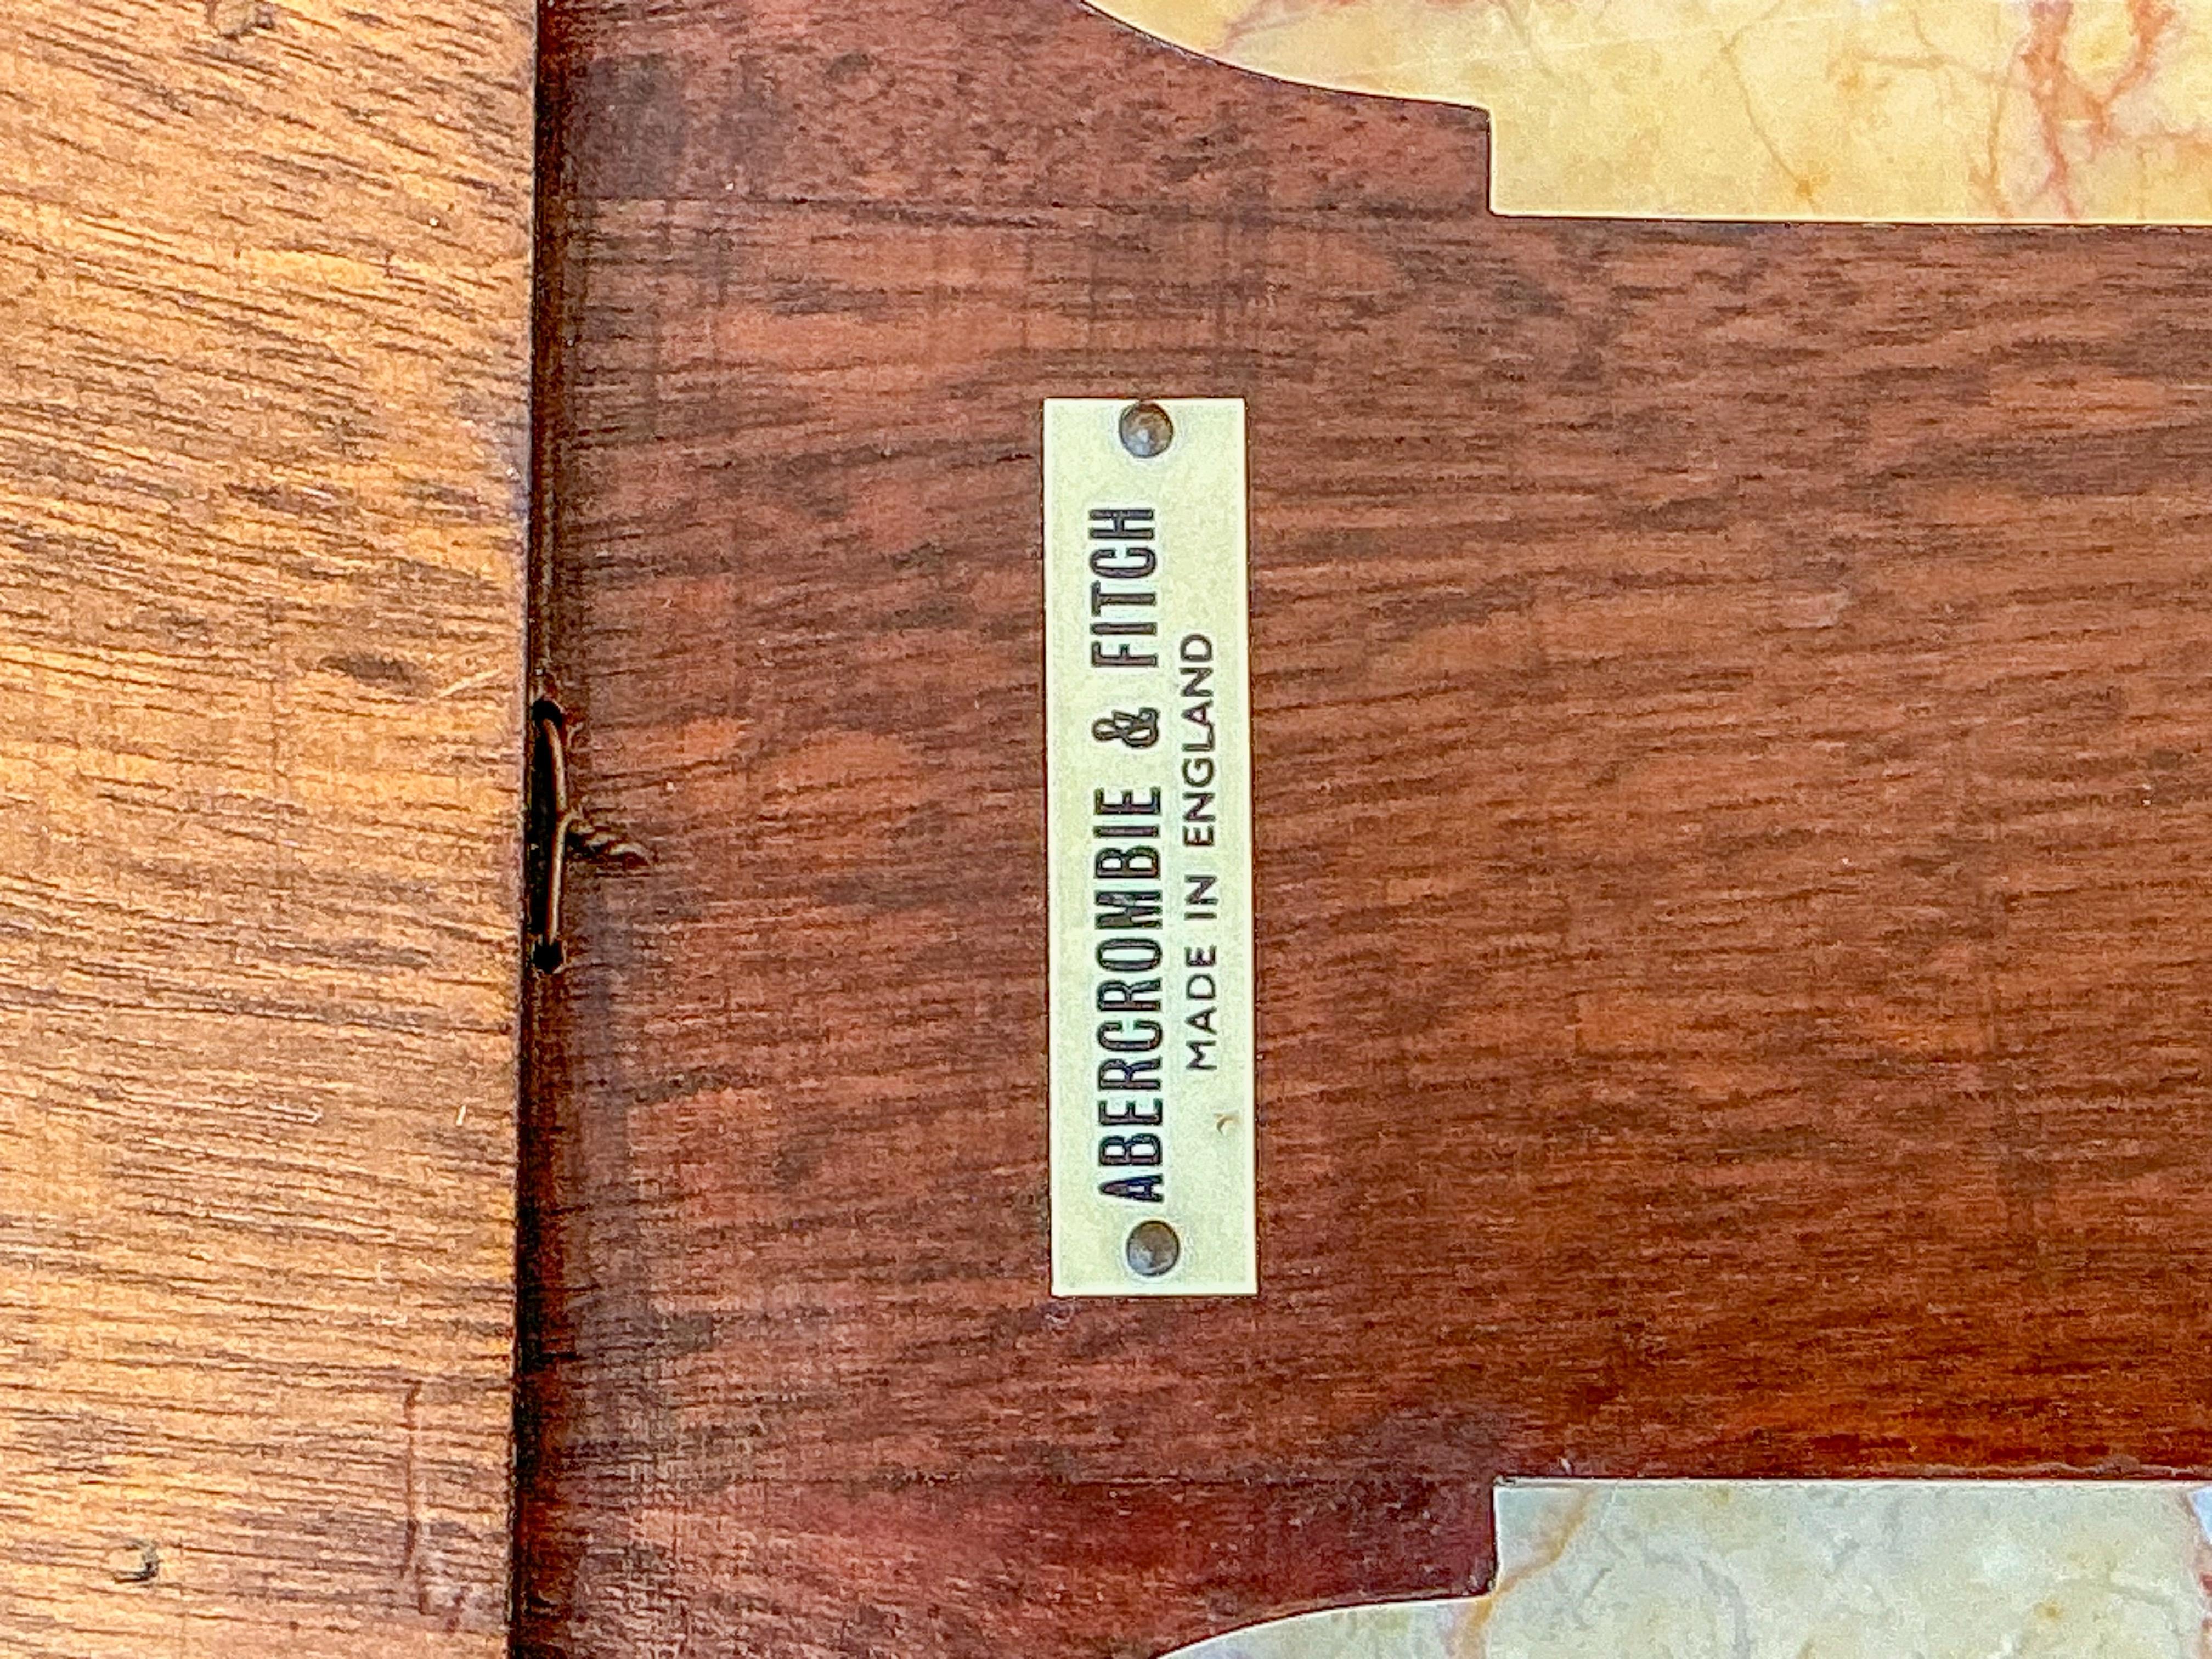 ABERCROMBIE & FITCH
MADE IN ENGLAND